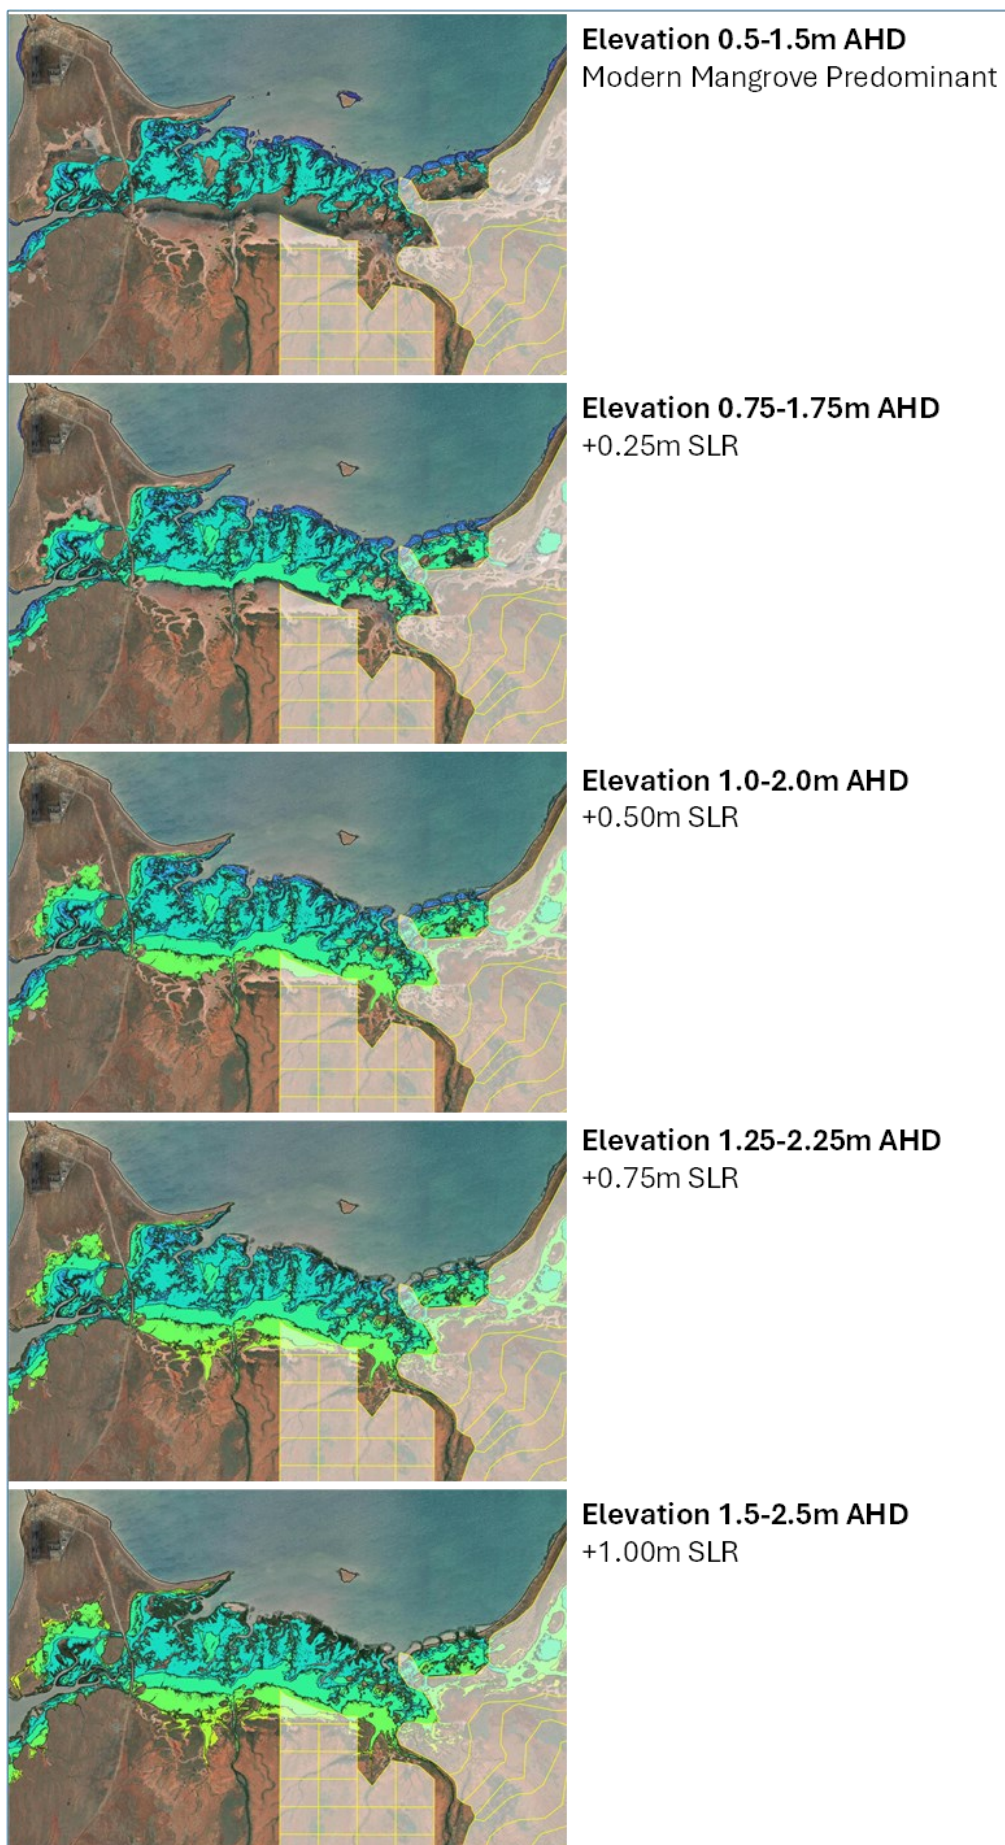 Elevation 0.5-1.5m AHD
Modern Mangrove Predominant
Elevation 0.75-1.75m AHD
+0.25m SLR
Elevation 1.0-2.0m AHD
+0.50m SLR
Elevation 1.25-2.25m AHD
+0.75m SLR
Elevation 1.5-2.5m AHD
+1.00m SLR